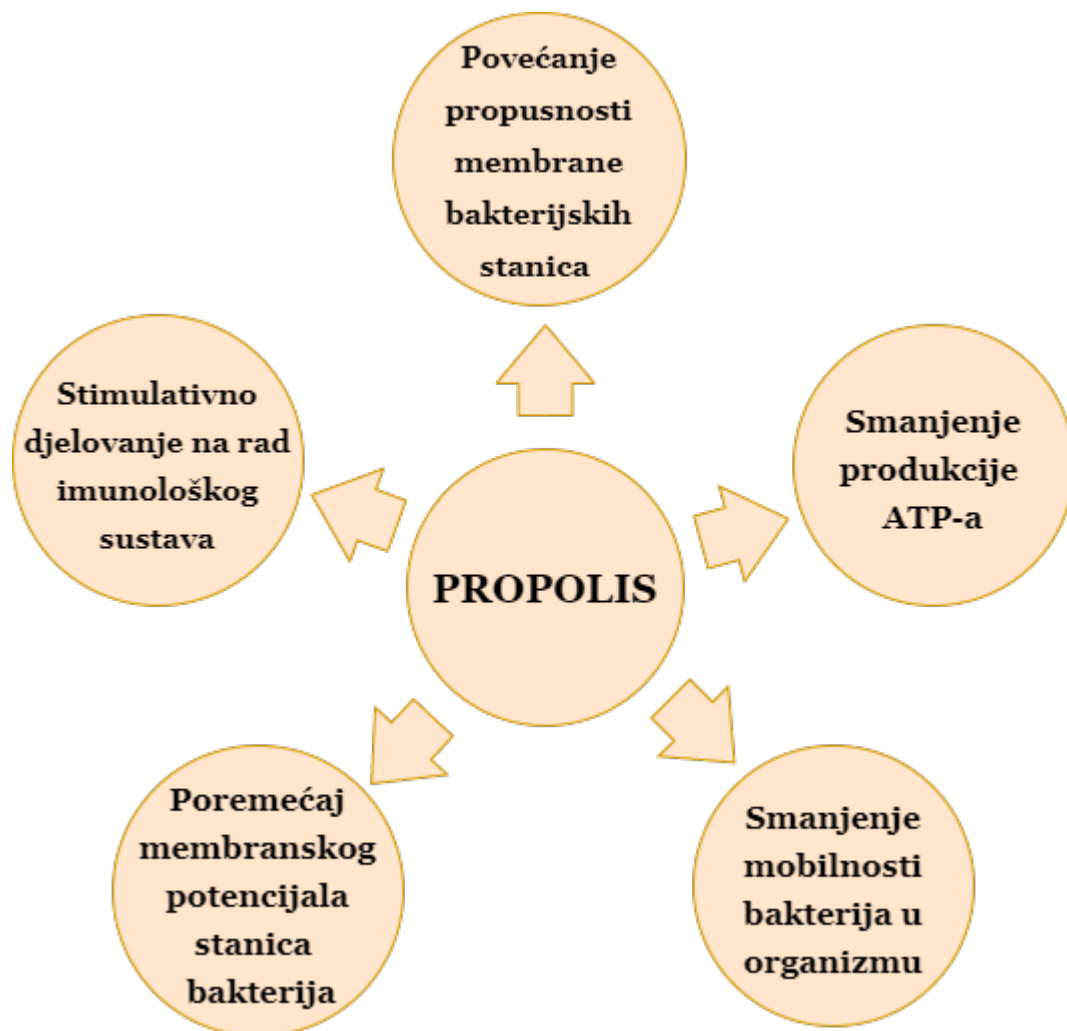 Povećanje
propusnosti
membrane
bakterijskih
stanica
Stimulativno
djelovanje na rad
imunološkog
sustava
Smanjenje
produkcije
ATP-a
PROPOLIS
Poremećaj
membranskog
potencijala
stanica
bakterija
Smanjenje
mobilnosti
bakterija u
organizmu